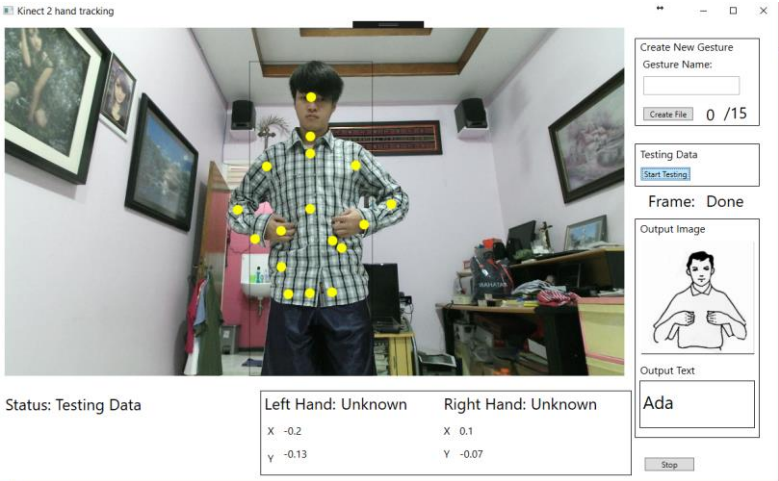 Kinect 2 hand tracking
Create New Gesture
Gesture Name:
Create File 0 /15
Testing Data
Start Testing
Frame: Done
Output Image
Output Text
Ada
Status: Testing Data
Left Hand: Unknown Right Hand: Unknown
X -0.2 X 0.1
Y -0.13 Y -0.07
Stop